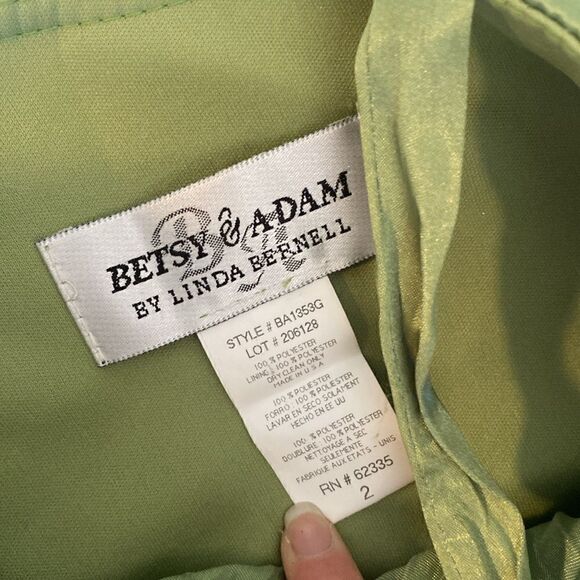 BETSY & ADAM
BY LINDA BERNELL
STYLE # BA1353G
LOT # 206128
100 % POLYESTER
LINING: 100 % POLYESTER
DRY CLEAN ONLY
MADE IN U.S.A
100 % POLIESTER
FORRO: 100 % POLIESTER
LAVAR EN SECO SOLAMENT
HECHO EN EE UU
100 % POLYESTER
DOUBLURE: 100 % POLYESTER
NETTOYAGE A SEC
SEULEMENTE
FABRIQUE AUX ETATS - UNIS
RN # 62335
2